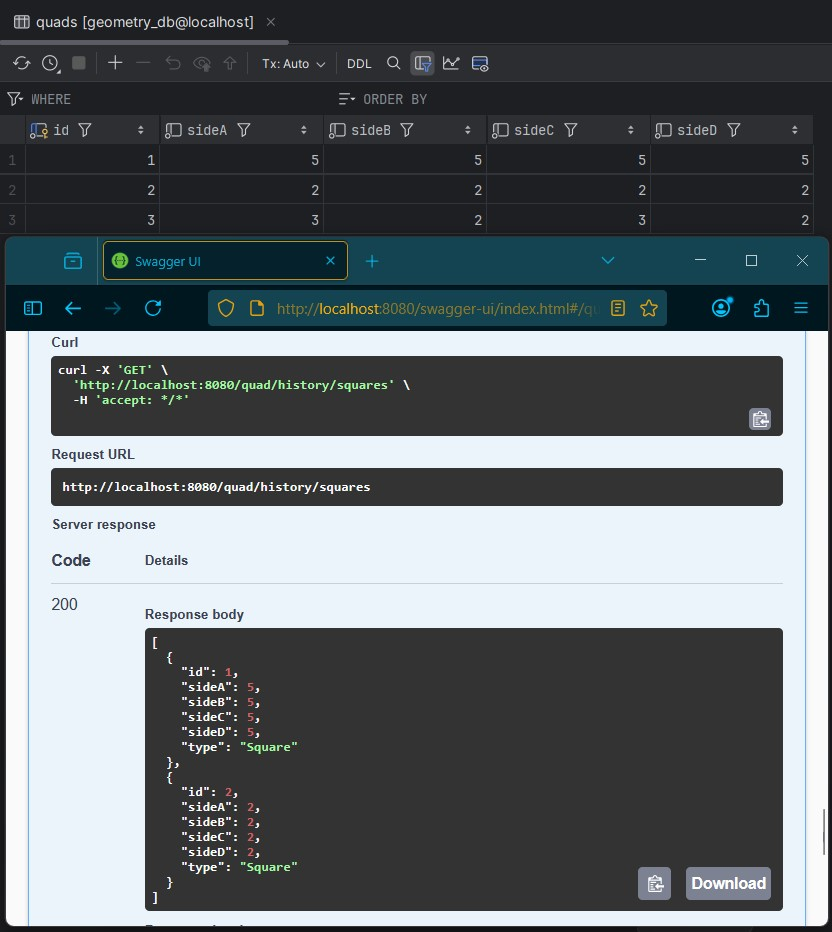 quads [geometry_db@localhost]
Tx: Auto DDL
WHERE ORDER BY
id sideA sideB sideC sideD
1 1 5 5 5 5
2 2 2 2 2 2
3 3 3 2 3 2
Swagger UI
http://localhost:8080/swagger-ui/index.html#/qu
Curl
curl -X 'GET' \
'http://localhost:8080/quad/history/squares' \
-H 'accept: */*'
Request URL
http://localhost:8080/quad/history/squares
Server response
Code Details
200
Response body
[
{
"id": 1,
"sideA": 5,
"sideB": 5,
"sideC": 5,
"sideD": 5,
"type": "Square"
},
{
"id": 2,
"sideA": 2,
"sideB": 2,
"sideC": 2,
"sideD": 2,
"type": "Square"
}
]
Download